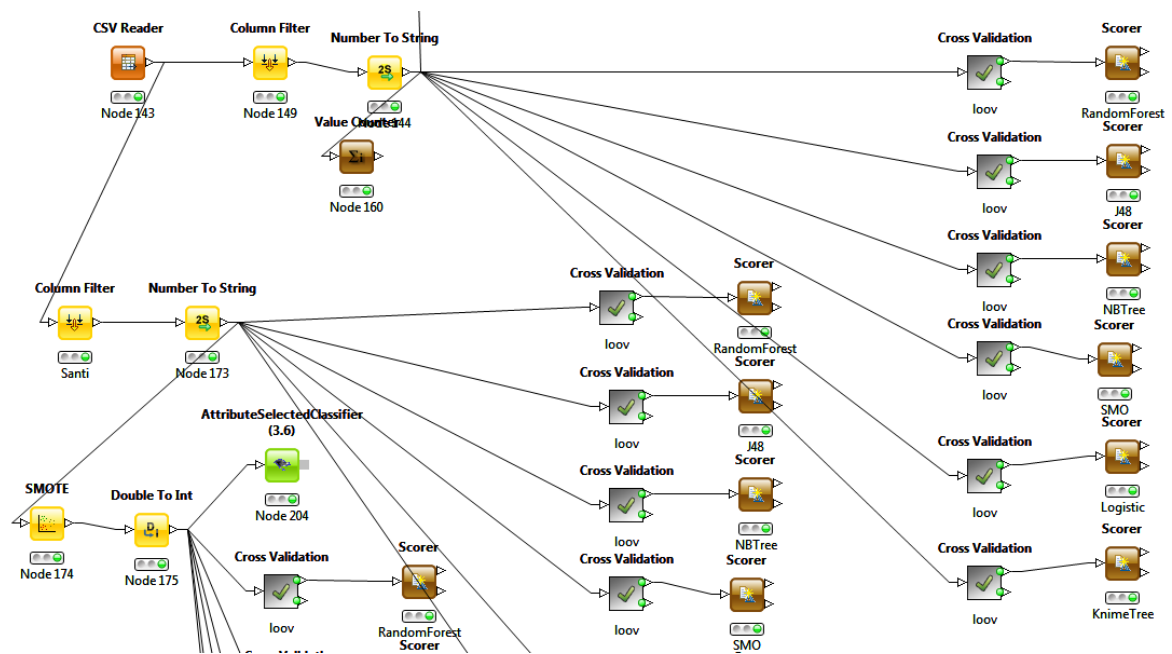 CSV Reader
Column Filter
Number To String
2S
Node 143
Node 149
Node 144
Value Counter
Σi
Node 160
Cross Validation
Scorer
loov
RandomForest
Cross Validation
Scorer
loov
J48
Cross Validation
Scorer
loov
NBTree
Cross Validation
Scorer
loov
SMO
Cross Validation
Scorer
loov
Logistic
Cross Validation
Scorer
loov
KnimeTree
Column Filter
Number To String
2S
Santi
Node 173
Cross Validation
Scorer
loov
RandomForest
Cross Validation
Scorer
loov
J48
Cross Validation
Scorer
loov
NBTree
Cross Validation
Scorer
loov
SMO
AttributeSelectedClassifier
(3.6)
Node 204
SMOTE
Double To Int
D
i
Node 174
Node 175
Cross Validation
Scorer
loov
RandomForest
Scorer